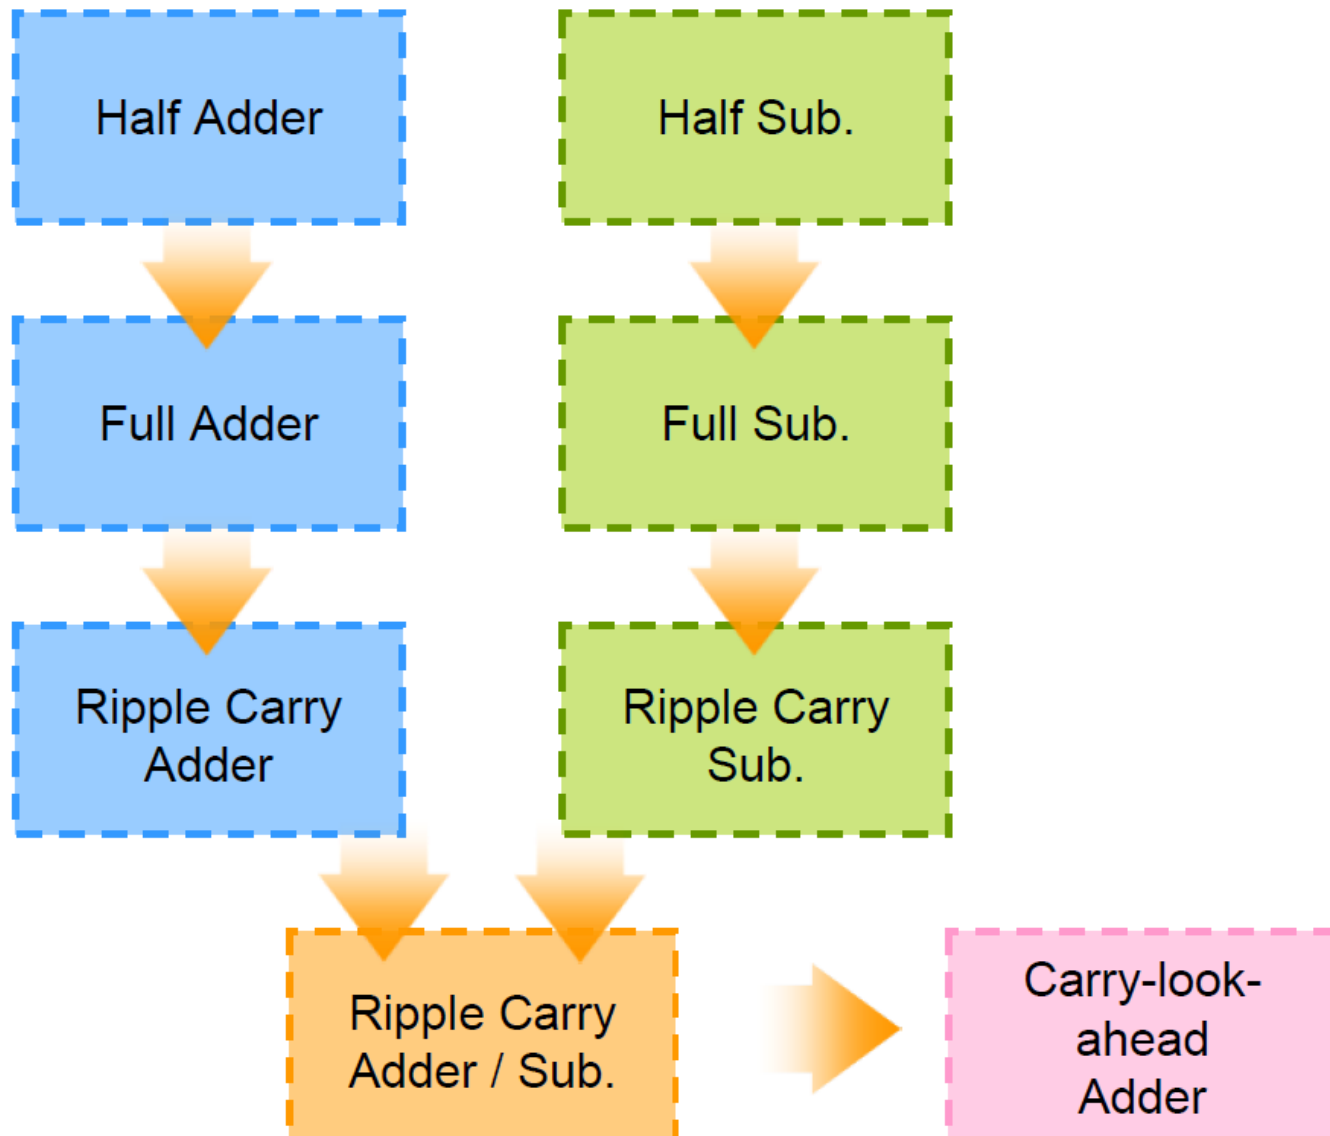 Half Adder
Half Sub.
Full Adder
Full Sub.
Ripple Carry
Adder
Ripple Carry
Sub.
Ripple Carry
Adder / Sub.
Carry-look-
ahead
Adder